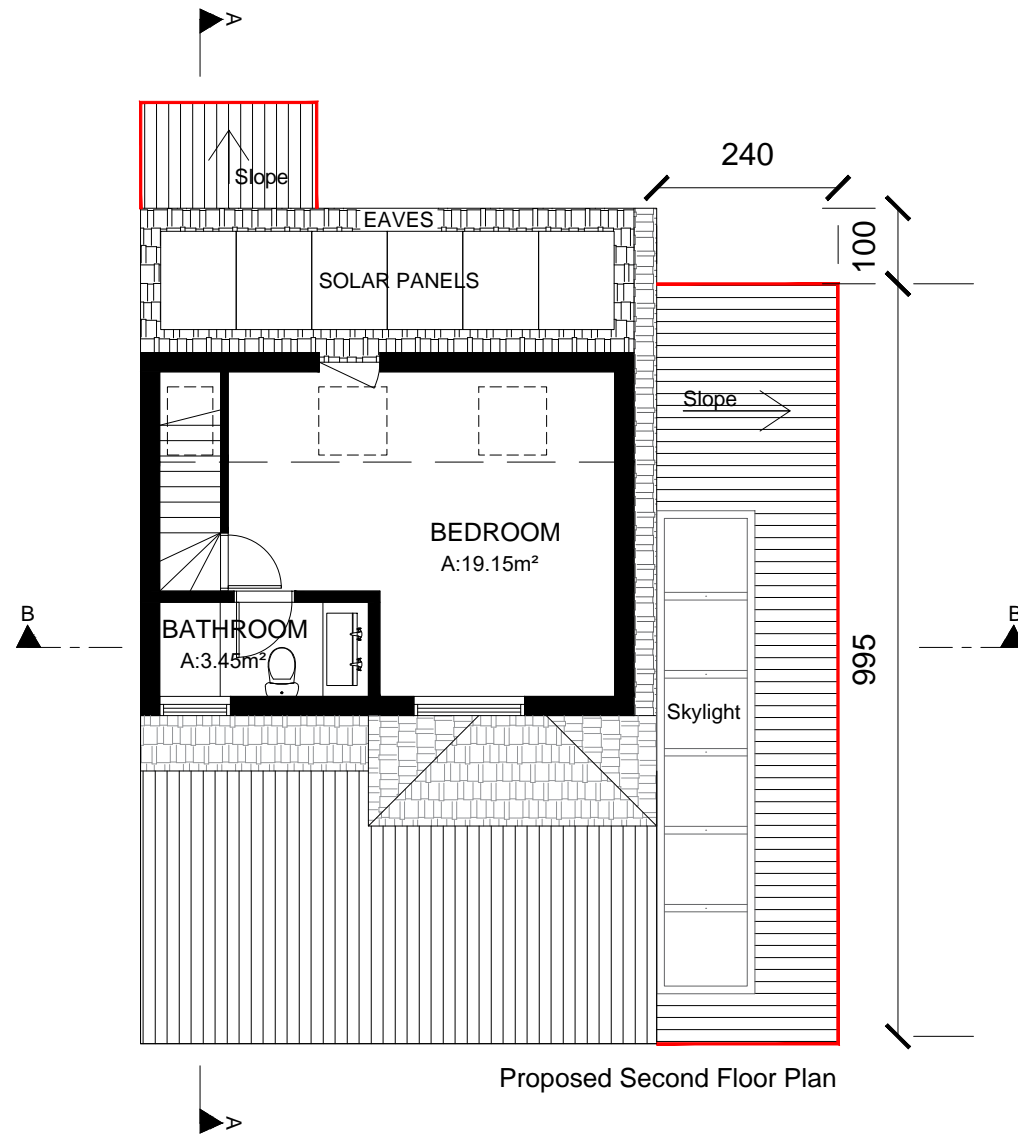 A
240
Slope
EAVES
100
SOLAR PANELS
Slope
BEDROOM
A:19.15m²
B
B
BATHROOM
A:3.45m²
995
Skylight
Proposed Second Floor Plan
A